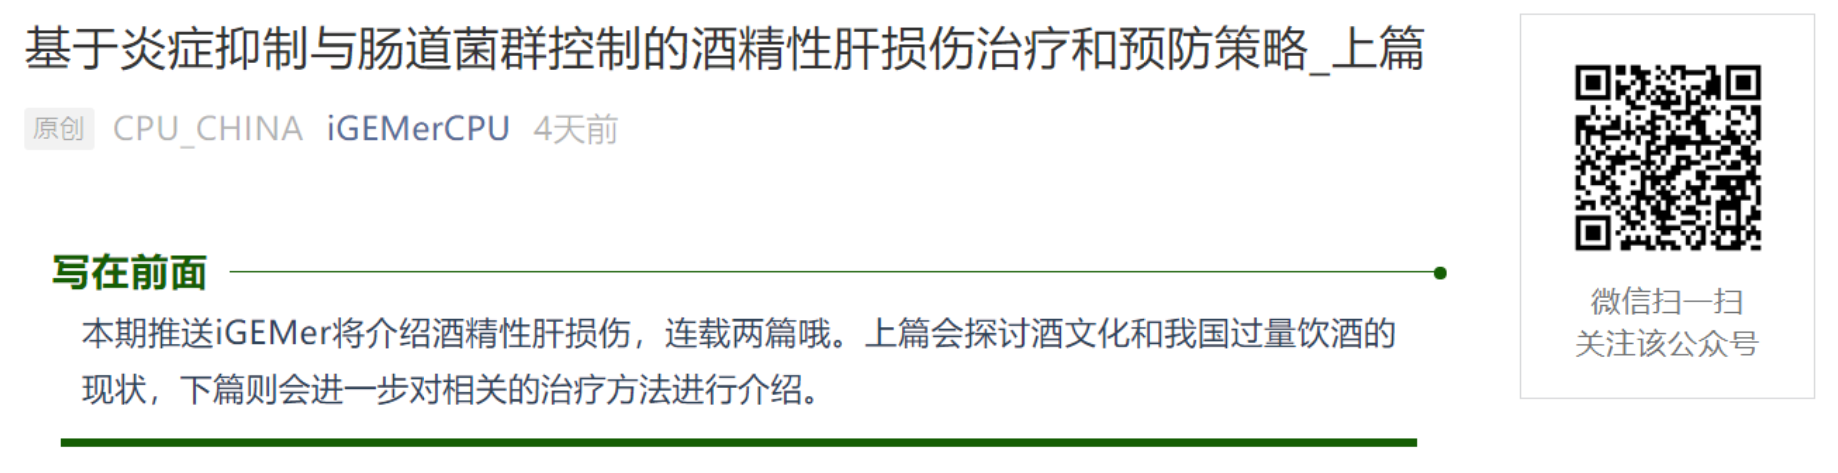 基于炎症抑制与肠道菌群控制的酒精性肝损伤治疗和预防策略_上篇
原创 CPU_CHINA iGEMerCPU 4天前
写在前面
本期推送iGEMer将介绍酒精性肝损伤，连载两篇哦。上篇会探讨酒文化和我国过量饮酒的
现状，下篇则会进一步对相关的治疗方法进行介绍。
微信扫一扫
关注该公众号